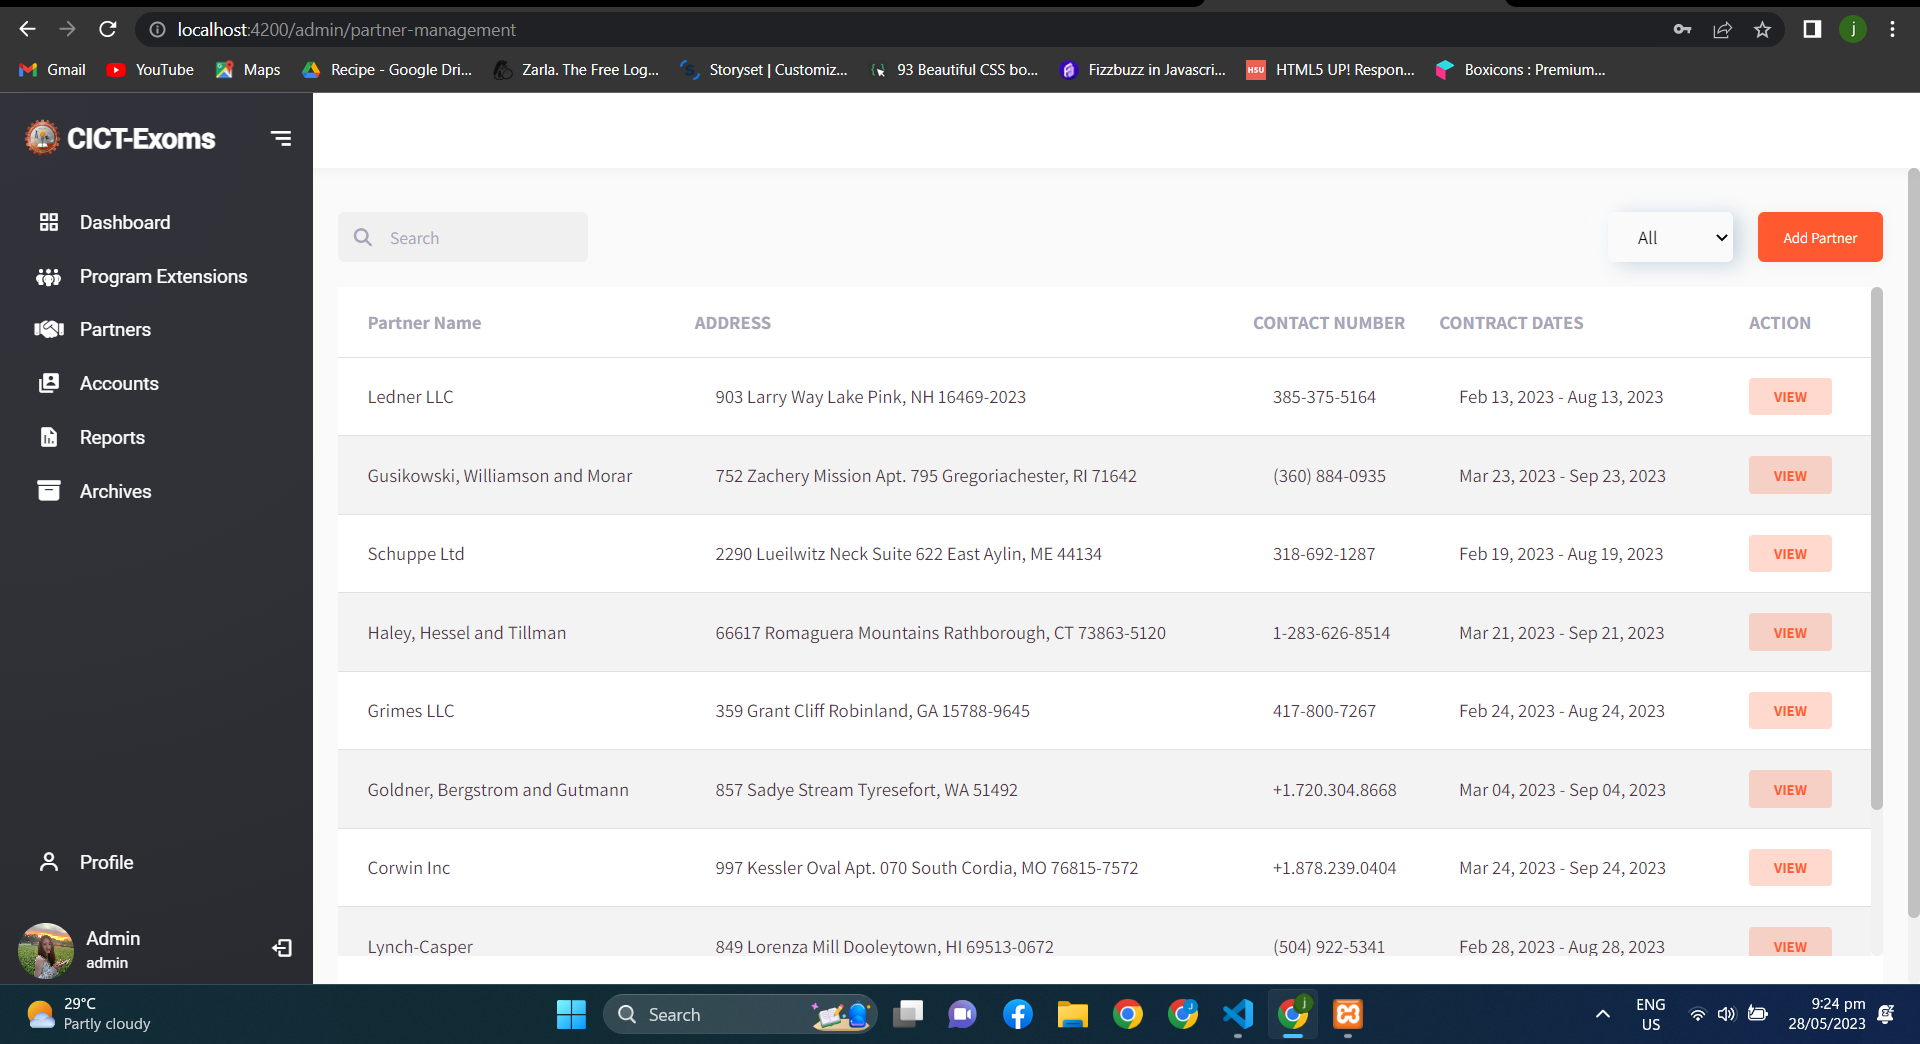 localhost:4200/admin/partner-management
j
Gmail YouTube Maps Recipe - Google Dri... Zarla. The Free Log... Storyset | Customiz... 93 Beautiful CSS bo... Fizzbuzz in Javascri... HSU HTML5 UP! Respon... Boxicons : Premium...
CICT-Exoms
Dashboard
Program Extensions
Partners
Accounts
Reports
Archives
Profile
Admin
admin
Search All Add Partner
Partner Name ADDRESS CONTACT NUMBER CONTRACT DATES ACTION
Ledner LLC 903 Larry Way Lake Pink, NH 16469-2023 385-375-5164 Feb 13, 2023 - Aug 13, 2023 VIEW
Gusikowski, Williamson and Morar 752 Zachery Mission Apt. 795 Gregoriachester, RI 71642 (360) 884-0935 Mar 23, 2023 - Sep 23, 2023 VIEW
Schuppe Ltd 2290 Lueilwitz Neck Suite 622 East Aylin, ME 44134 318-692-1287 Feb 19, 2023 - Aug 19, 2023 VIEW
Haley, Hessel and Tillman 66617 Romaguera Mountains Rathborough, CT 73863-5120 1-283-626-8514 Mar 21, 2023 - Sep 21, 2023 VIEW
Grimes LLC 359 Grant Cliff Robinland, GA 15788-9645 417-800-7267 Feb 24, 2023 - Aug 24, 2023 VIEW
Goldner, Bergstrom and Gutmann 857 Sadye Stream Tyresefort, WA 51492 +1.720.304.8668 Mar 04, 2023 - Sep 04, 2023 VIEW
Corwin Inc 997 Kessler Oval Apt. 070 South Cordia, MO 76815-7572 +1.878.239.0404 Mar 24, 2023 - Sep 24, 2023 VIEW
Lynch-Casper 849 Lorenza Mill Dooleytown, HI 69513-0672 (504) 922-5341 Feb 28, 2023 - Aug 28, 2023 VIEW
29°C
Partly cloudy
Search
j
ENG
US
9:24 pm
28/05/2023